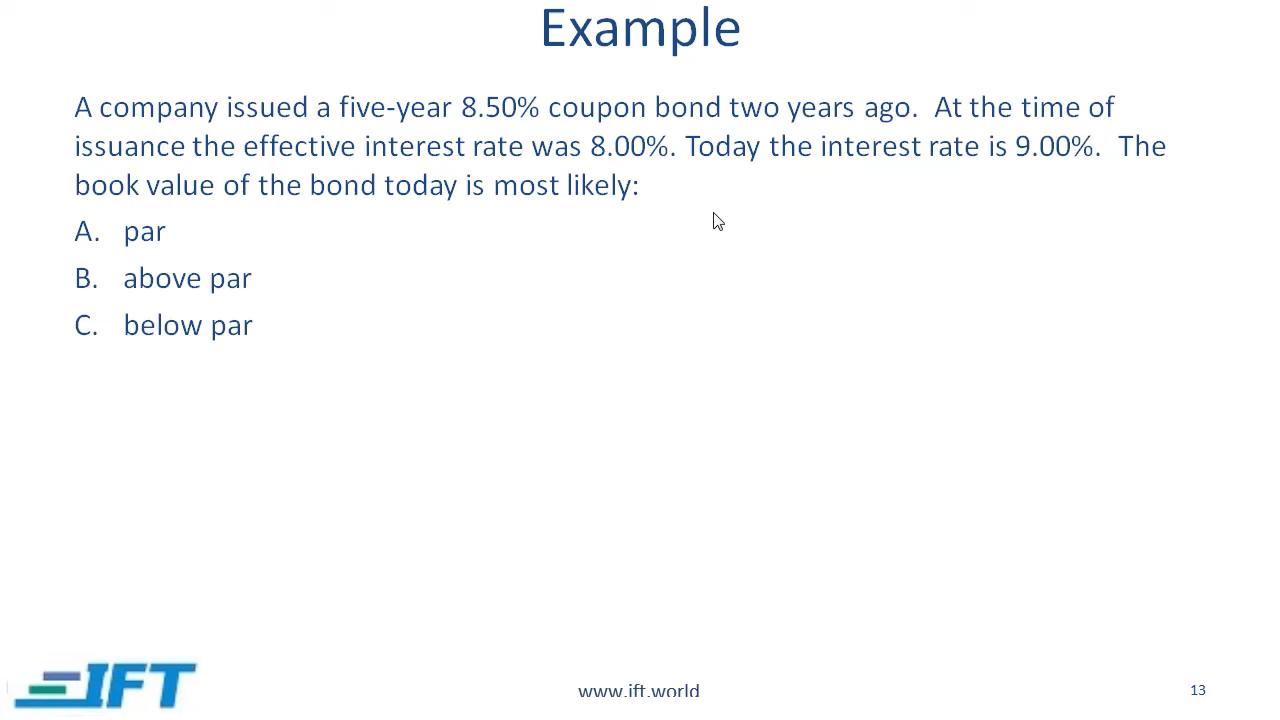 Example
A company issued a five-year 8.50% coupon bond two years ago. At the time of
issuance the effective interest rate was 8.00%. Today the interest rate is 9.00%. The
book value of the bond today is most likely:
A. par
B. above par
C. below par
IFT
www.ift.world
13